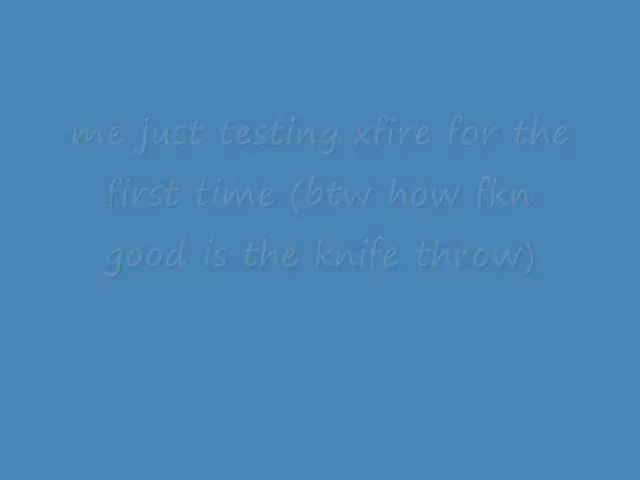 me just testing xfire for the
first time (btw how fkn
good is the knife throw)